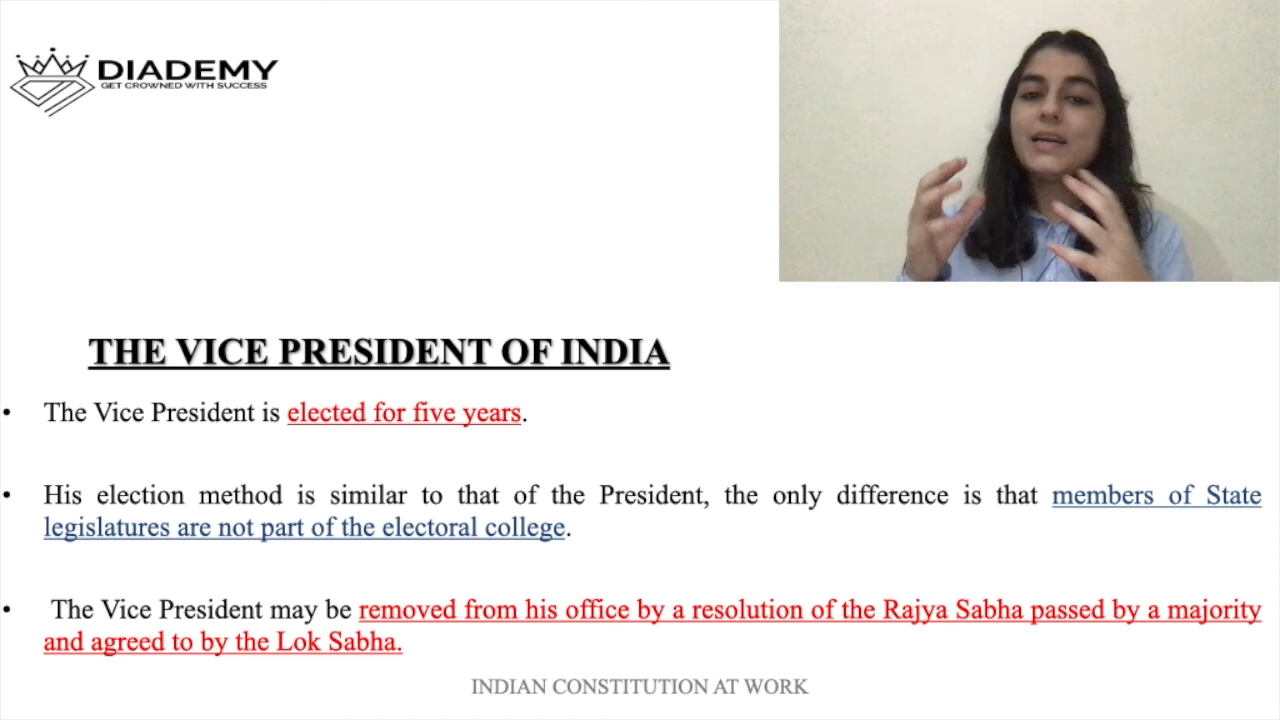 DIADEMY
GET CROWNED WITH SUCCESS
THE VICE PRESIDENT OF INDIA
• The Vice President is elected for five years.
• His election method is similar to that of the President, the only difference is that members of State
legislatures are not part of the electoral college.
• The Vice President may be removed from his office by a resolution of the Rajya Sabha passed by a majority
and agreed to by the Lok Sabha.
INDIAN CONSTITUTION AT WORK